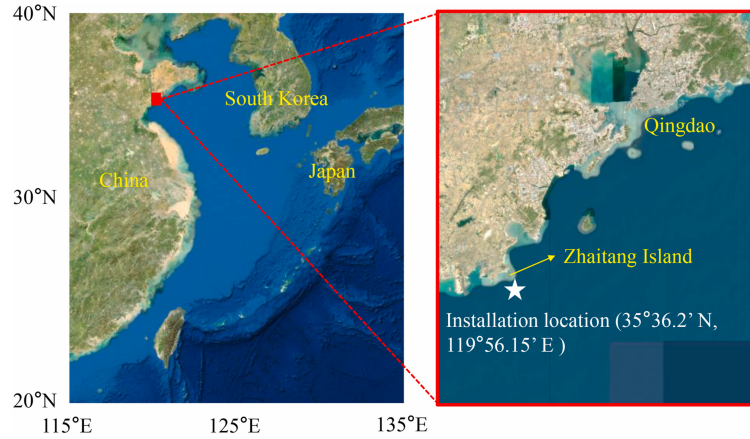 40°N
South Korea
Qingdao
China
Japan
30°N
Zhaitang Island
Installation location (35°36.2’ N,
119°56.15’ E )
20°N
115°E
125°E
135°E